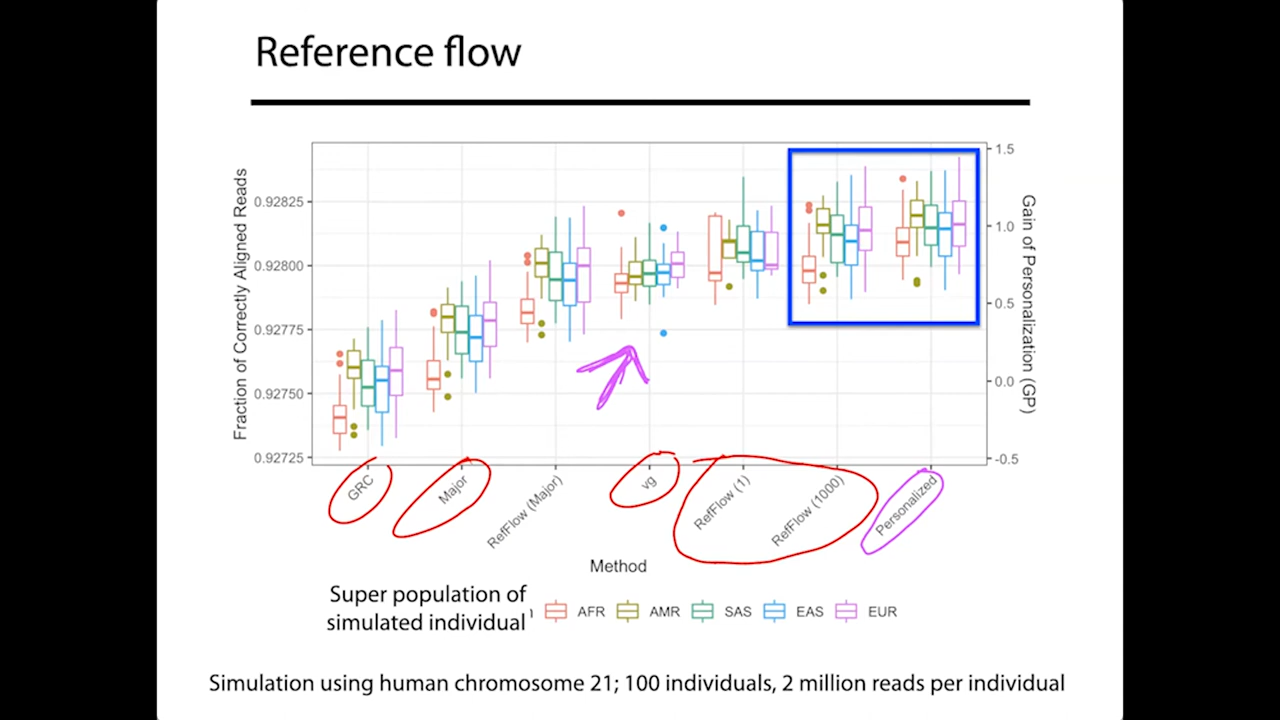 Reference flow
Fraction of Correctly Aligned Reads
0.92825
0.92800
0.92775
0.92750
0.92725
1.5
1.0
0.5
0.0
-0.5
Gain of Personalization (GP)
GRC
Major
RefFlow (Major)
vg
RefFlow (1)
RefFlow (1000)
Personalized
Method
Super population of
simulated individual
AFR AMR SAS EAS EUR
Simulation using human chromosome 21; 100 individuals, 2 million reads per individual